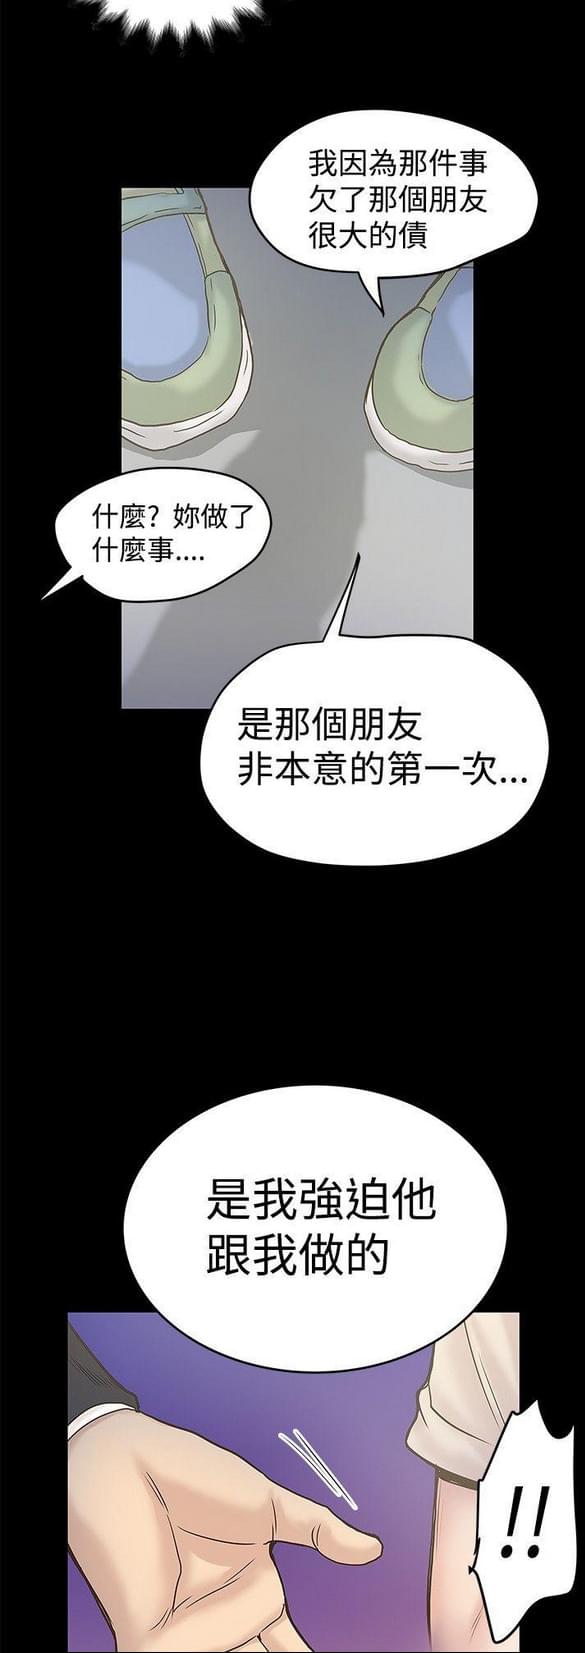 我因為那件事
欠了那個朋友
很大的債
什麼? 妳做了
什麼事....
是那個朋友
非本意的第一次...
是我強迫他
跟我做的
!!